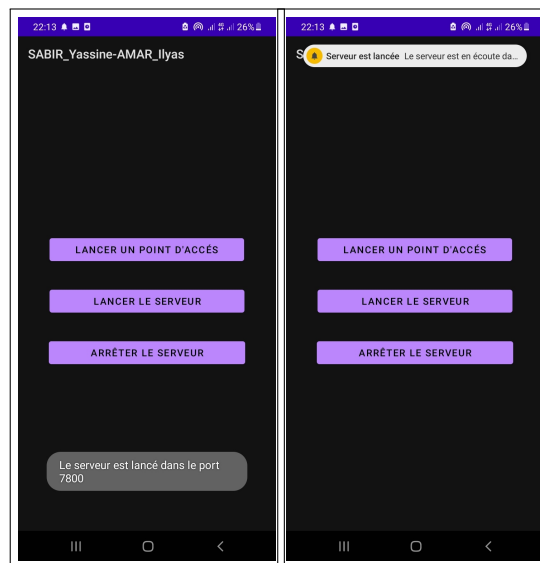 22:13 26%
SABIR_Yassine-AMAR_Ilyas
LANCER UN POINT D'ACCÉS
LANCER LE SERVEUR
ARRÊTER LE SERVEUR
Le serveur est lancé dans le port
7800
22:13 26%
S
Serveur est lancée Le serveur est en écoute da...
LANCER UN POINT D'ACCÉS
LANCER LE SERVEUR
ARRÊTER LE SERVEUR